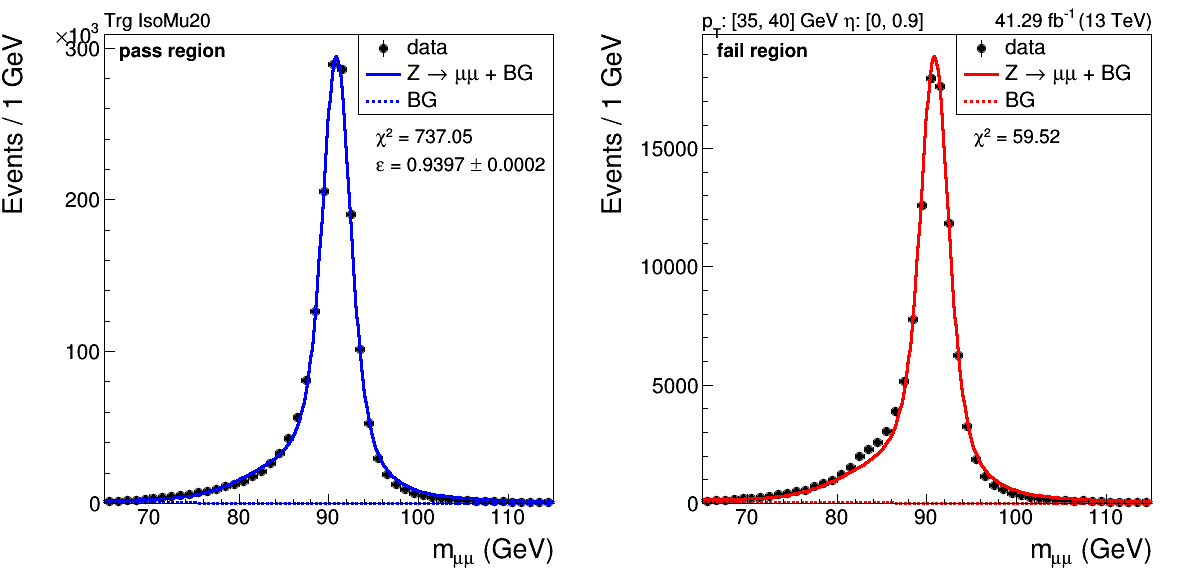 Trg IsoMu20
×10³
pass region
data
Z → μμ + BG
BG
χ² = 737.05
ε = 0.9397 ± 0.0002
Events / 1 GeV
300
200
100
0
70 80 90 100 110
m_μμ (GeV)
p_T: [35, 40] GeV η: [0, 0.9] 41.29 fb⁻¹ (13 TeV)
fail region
data
Z → μμ + BG
BG
χ² = 59.52
Events / 1 GeV
15000
10000
5000
0
70 80 90 100 110
m_μμ (GeV)